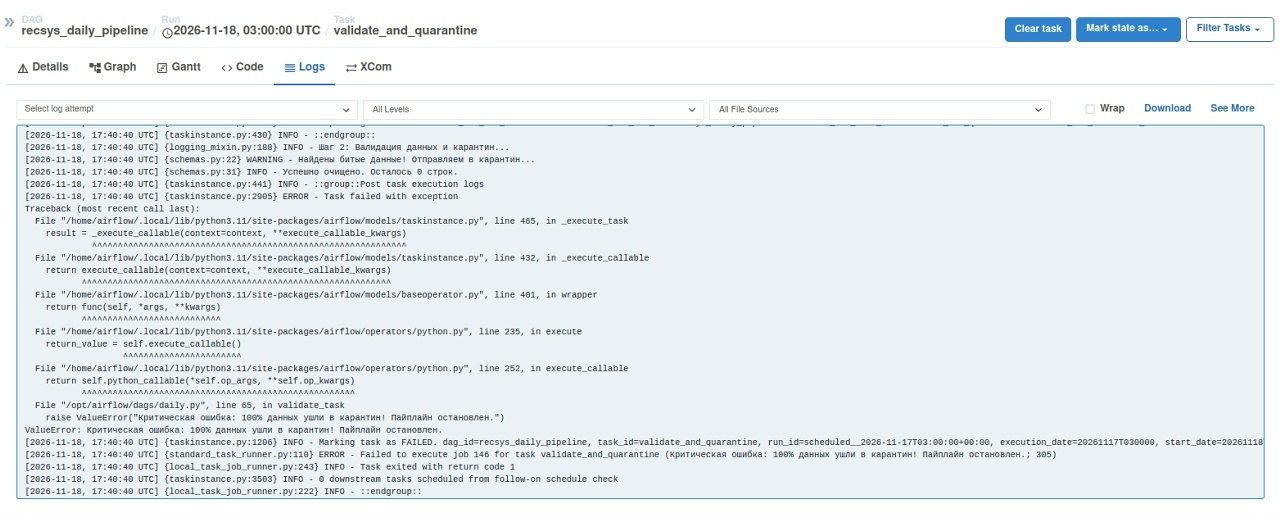 DAG
recsys_daily_pipeline
Run
2026-11-18, 03:00:00 UTC
Task
validate_and_quarantine
Clear task
Mark state as...
Filter Tasks
Details
Graph
Gantt
Code
Logs
XCom
Select log attempt
All Levels
All File Sources
Wrap
Download
See More
[2026-11-18, 17:40:40 UTC] {taskinstance.py:430} INFO - ::endgroup::
[2026-11-18, 17:40:40 UTC] {logging_mixin.py:188} INFO - Шаг 2: Валидация данных и карантин...
[2026-11-18, 17:40:40 UTC] {schemas.py:22} WARNING - Найдены битые данные! Отправляем в карантин...
[2026-11-18, 17:40:40 UTC] {schemas.py:31} INFO - Успешно очищено. Осталось 0 строк.
[2026-11-18, 17:40:40 UTC] {taskinstance.py:441} INFO - ::group::Post task execution logs
[2026-11-18, 17:40:40 UTC] {taskinstance.py:2905} ERROR - Task failed with exception
Traceback (most recent call last):
File "/home/airflow/.local/lib/python3.11/site-packages/airflow/models/taskinstance.py", line 465, in _execute_task
result = _execute_callable(context=context, **execute_callable_kwargs)
^^^^^^^^^^^^^^^^^^^^^^^^^^^^^^^^^^^^^^^^^^^^^^^^^^^^^^^^^^^^^
File "/home/airflow/.local/lib/python3.11/site-packages/airflow/models/taskinstance.py", line 432, in _execute_callable
return execute_callable(context=context, **execute_callable_kwargs)
^^^^^^^^^^^^^^^^^^^^^^^^^^^^^^^^^^^^^^^^^^^^^^^^^^^^^^^^^^^^
File "/home/airflow/.local/lib/python3.11/site-packages/airflow/models/baseoperator.py", line 401, in wrapper
return func(self, *args, **kwargs)
^^^^^^^^^^^^^^^^^^^^^^^^^^^
File "/home/airflow/.local/lib/python3.11/site-packages/airflow/operators/python.py", line 235, in execute
return_value = self.execute_callable()
^^^^^^^^^^^^^^^^^^^^^^^
File "/home/airflow/.local/lib/python3.11/site-packages/airflow/operators/python.py", line 252, in execute_callable
return self.python_callable(*self.op_args, **self.op_kwargs)
^^^^^^^^^^^^^^^^^^^^^^^^^^^^^^^^^^^^^^^^^^^^^^^^^^^^^
File "/opt/airflow/dags/daily.py", line 65, in validate_task
raise ValueError("Критическая ошибка: 100% данных ушли в карантин! Пайплайн остановлен.")
ValueError: Критическая ошибка: 100% данных ушли в карантин! Пайплайн остановлен.
[2026-11-18, 17:40:40 UTC] {taskinstance.py:1206} INFO - Marking task as FAILED. dag_id=recsys_daily_pipeline, task_id=validate_and_quarantine, run_id=scheduled__2026-11-17T03:00:00+00:00, execution_date=20261117T030000, start_date=20261118
[2026-11-18, 17:40:40 UTC] {standard_task_runner.py:110} ERROR - Failed to execute job 146 for task validate_and_quarantine (Критическая ошибка: 100% данных ушли в карантин! Пайплайн остановлен.; 305)
[2026-11-18, 17:40:40 UTC] {local_task_job_runner.py:243} INFO - Task exited with return code 1
[2026-11-18, 17:40:40 UTC] {taskinstance.py:3503} INFO - 0 downstream tasks scheduled from follow-on schedule check
[2026-11-18, 17:40:40 UTC] {local_task_job_runner.py:222} INFO - ::endgroup::